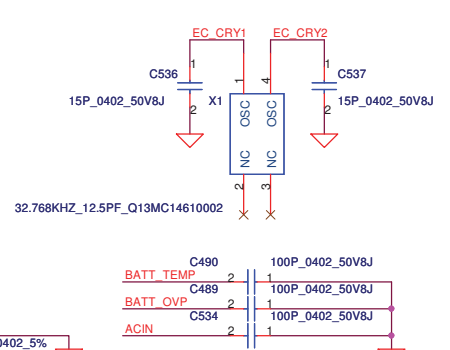 EC_CRY1 EC_CRY2
1 1
C536 C537
1 4
15P_0402_50V8J X1 OSC OSC 15P_0402_50V8J
2 2
NC NC
2 3
32.768KHZ_12.5PF_Q13MC14610002
C490 100P_0402_50V8J
BATT_TEMP 2 1
C489 100P_0402_50V8J
BATT_OVP 2 1
C534 100P_0402_50V8J
ACIN 2 1
0402_5%